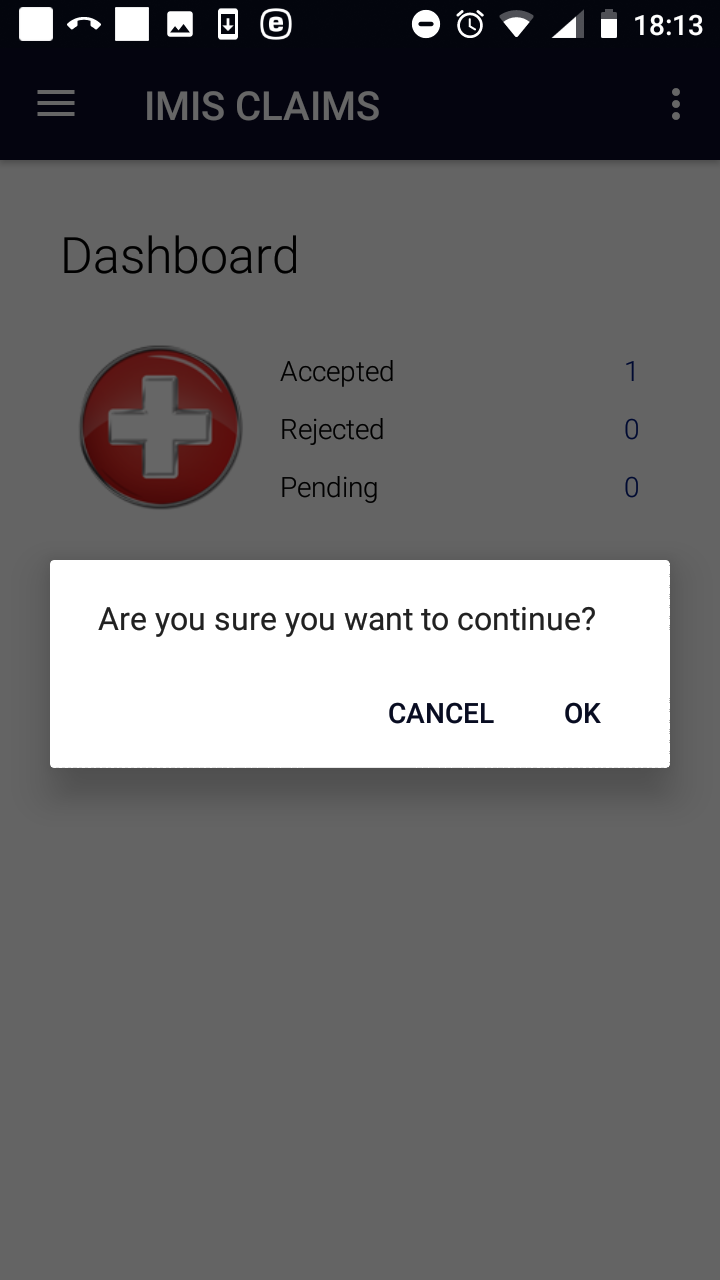 18:13
IMIS CLAIMS
Dashboard
Accepted 1
Rejected 0
Pending 0
Are you sure you want to continue?
CANCEL OK